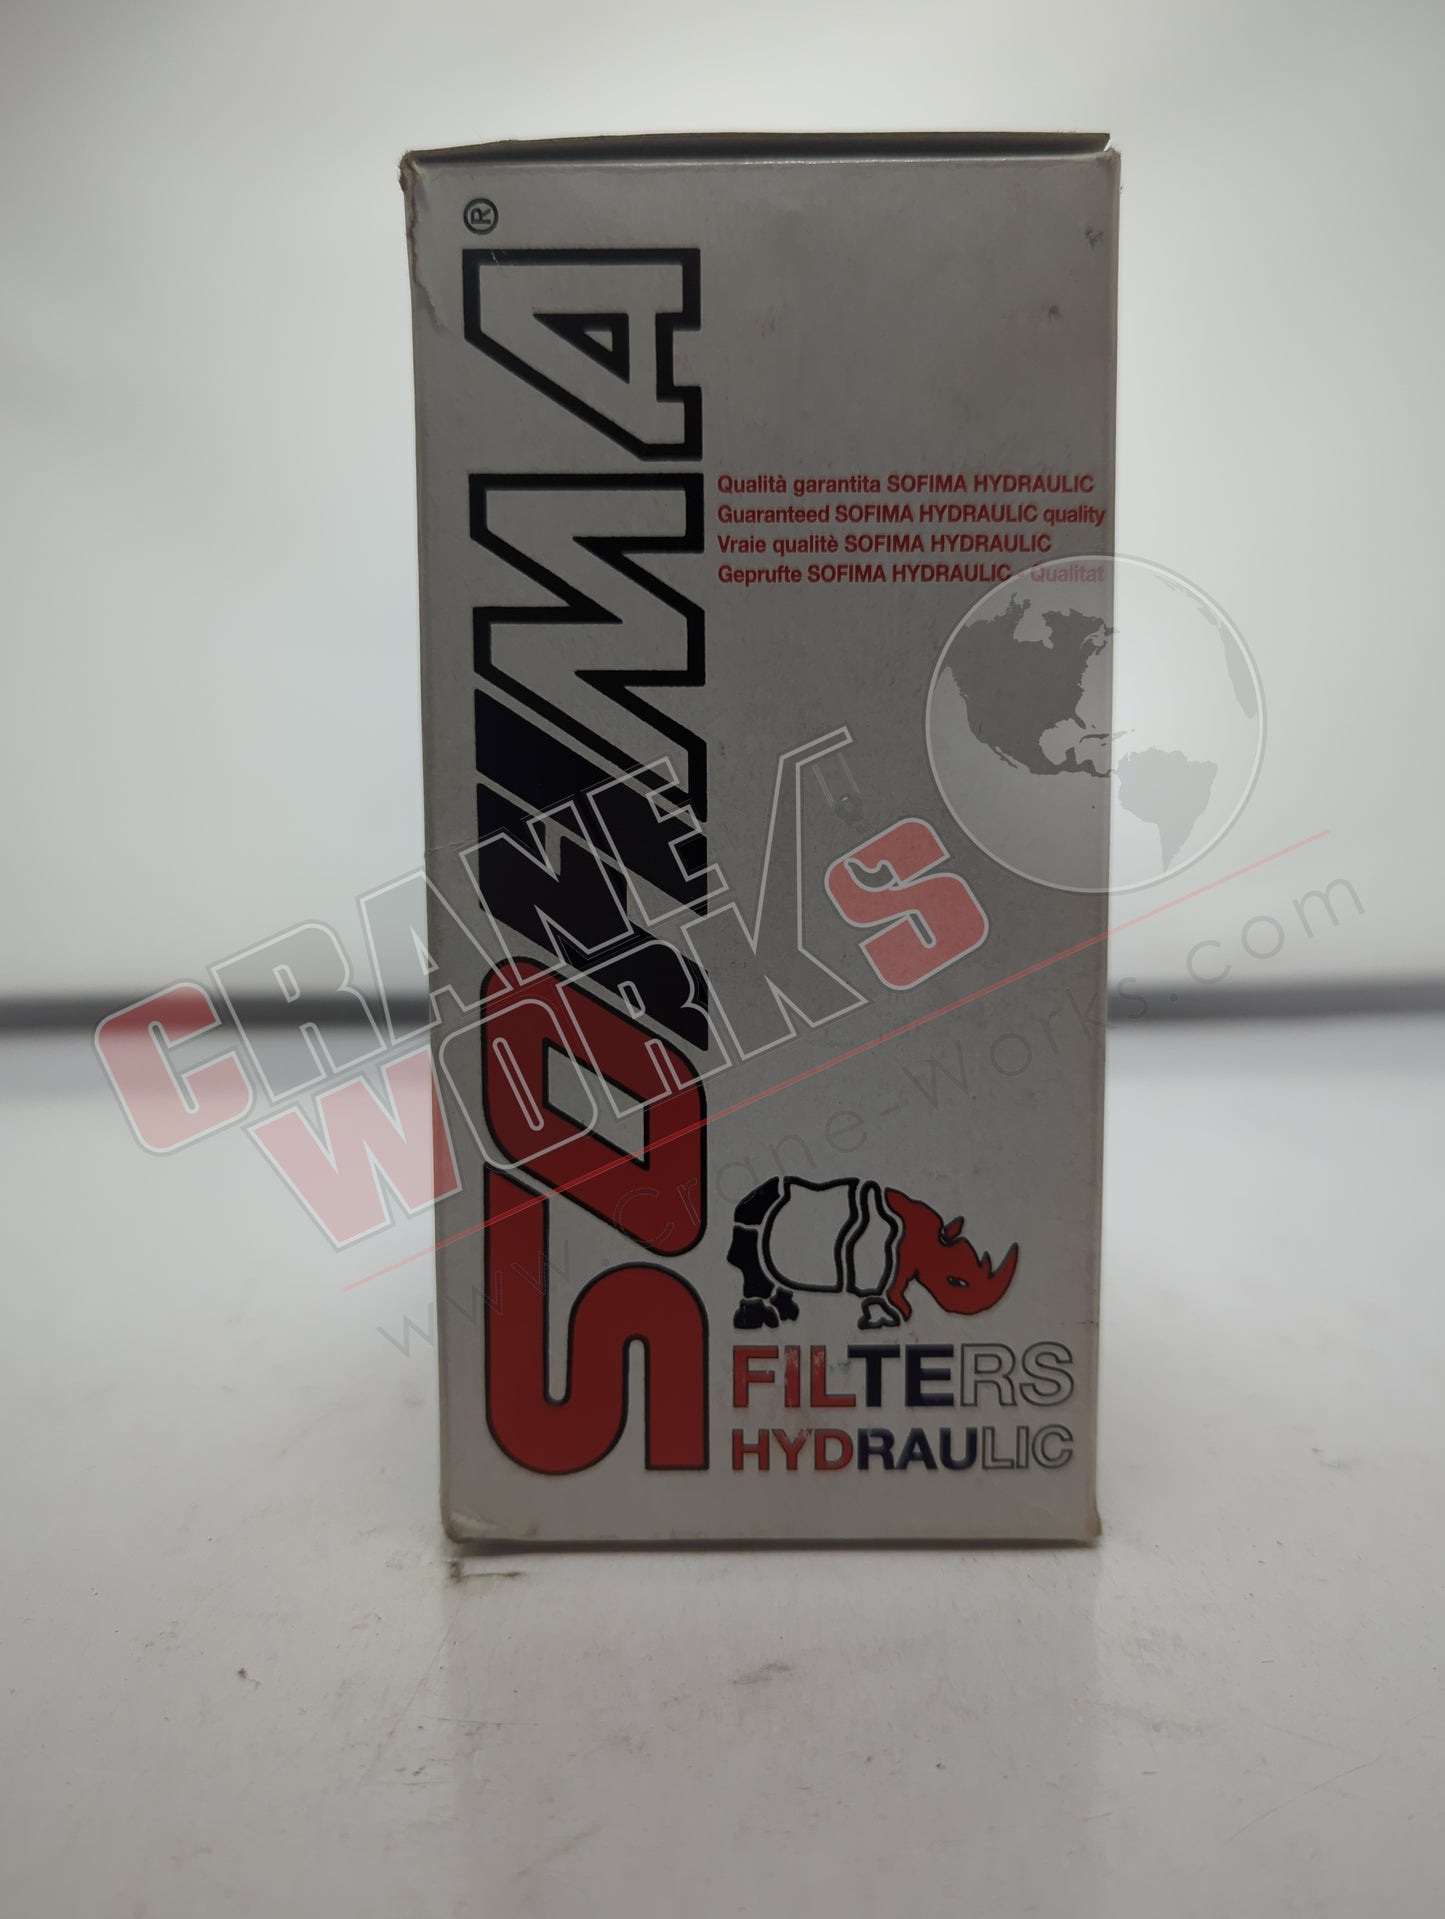 SOFIMA®
Qualità garantita SOFIMA HYDRAULIC
Guaranteed SOFIMA HYDRAULIC quality
Vraie qualitè SOFIMA HYDRAULIC
Geprufte SOFIMA HYDRAULIC - Qualitat
CRANE
WORKS
www.crane-works.com
FILTERS
HYDRAULIC